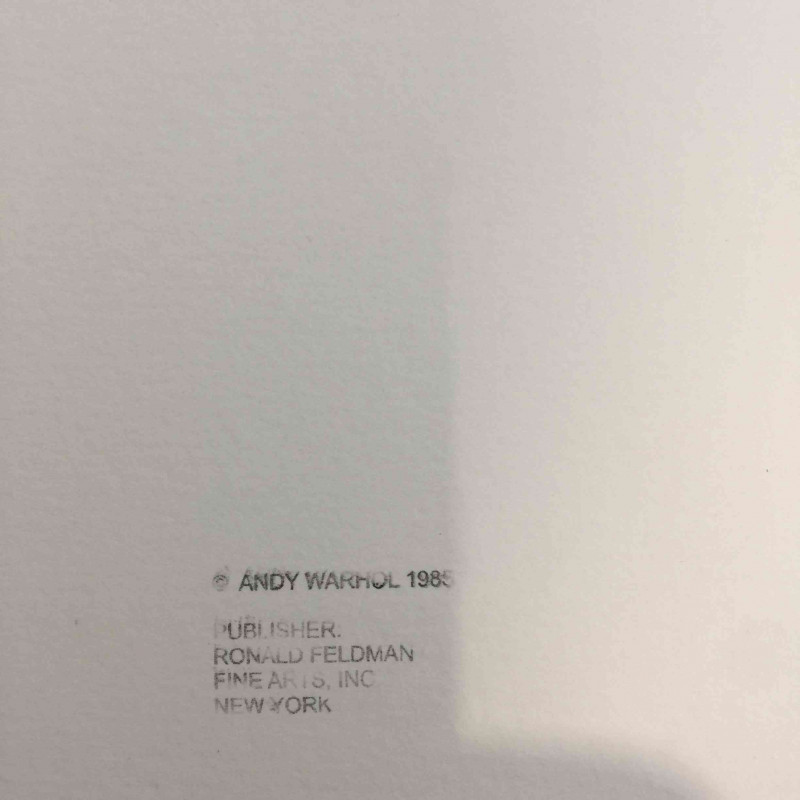 © ANDY WARHOL 1985
PUBLISHER:
RONALD FELDMAN
FINE ARTS, INC.
NEW YORK